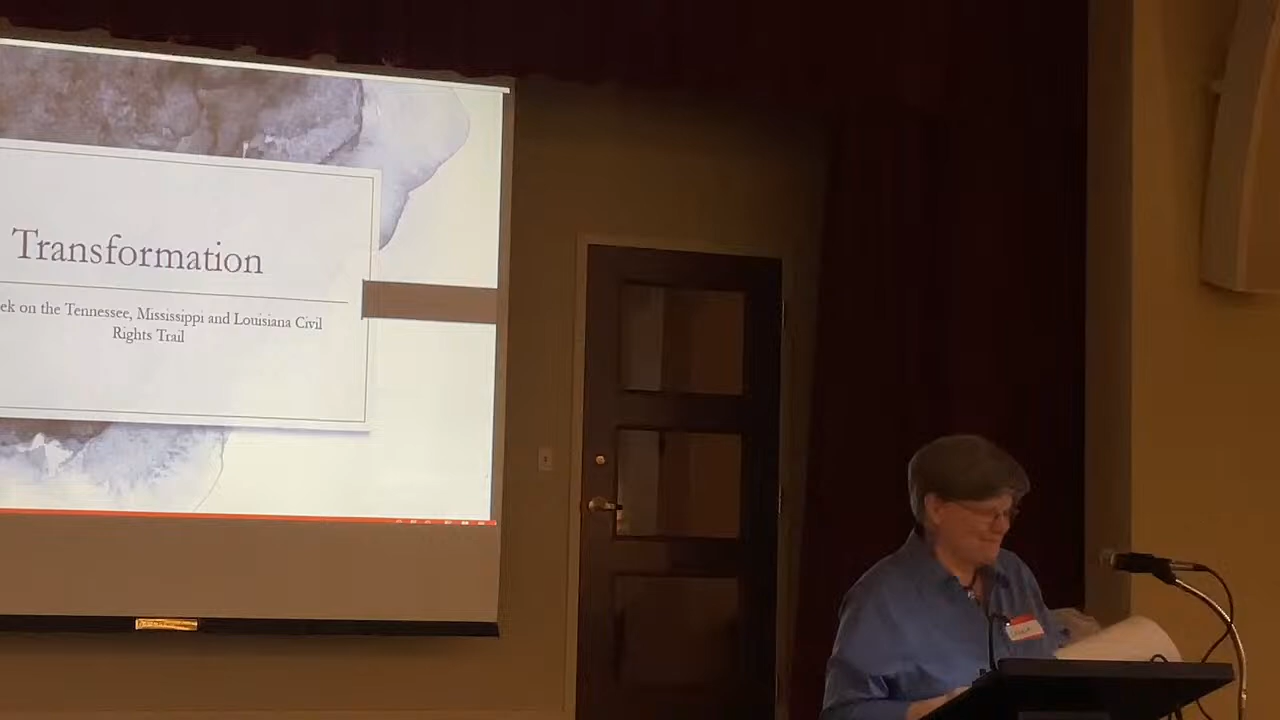 Transformation
ek on the Tennessee, Mississippi and Louisiana Civil
Rights Trail